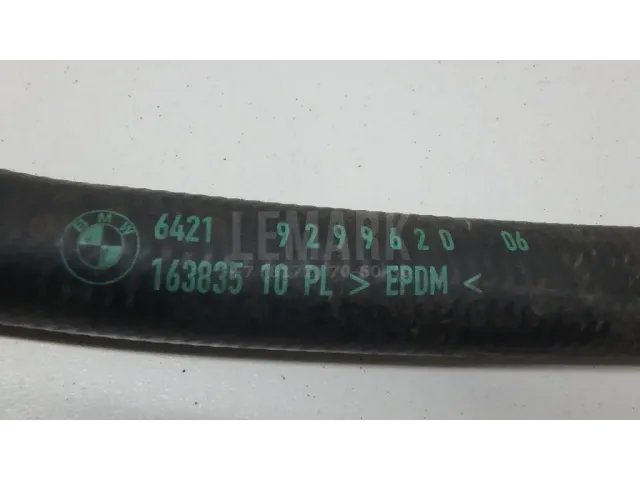 BMW
6421 9299620 06
163835 10 PL > EPDM <
LEMARK